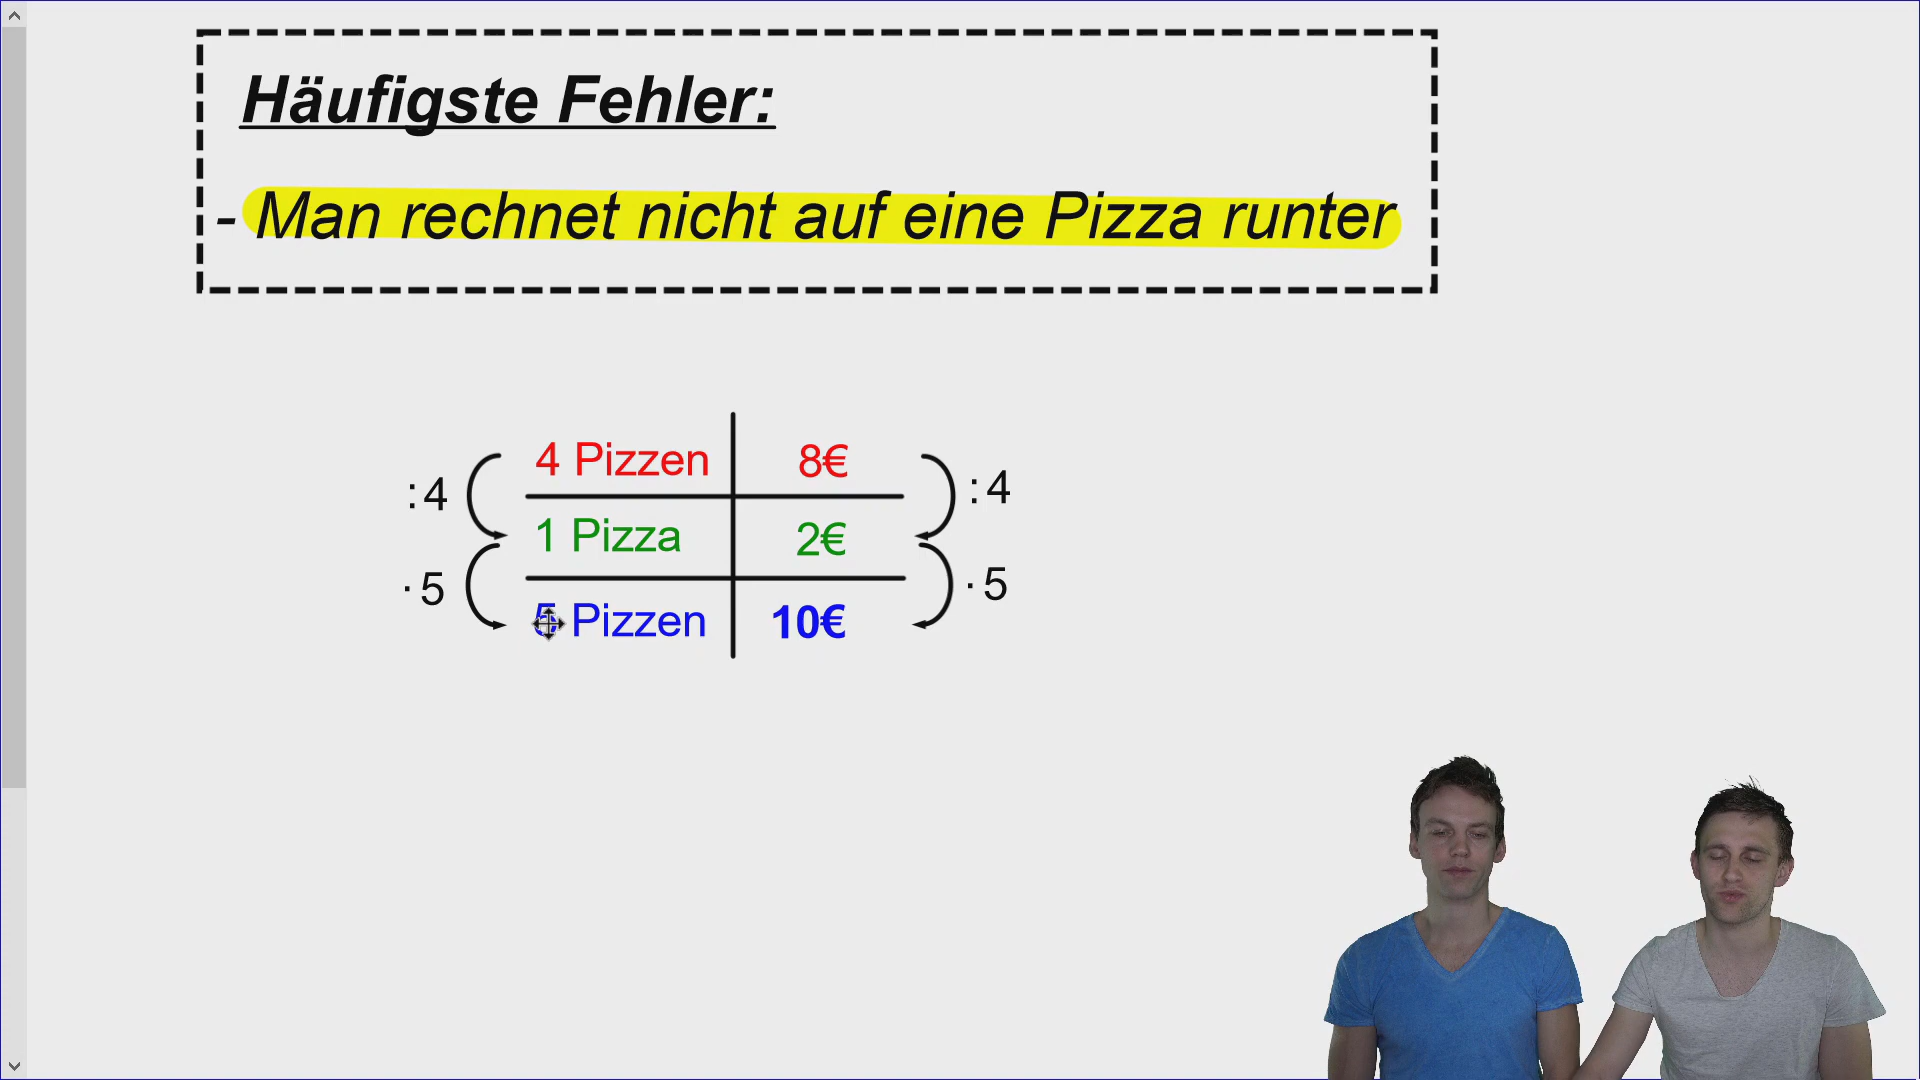 Häufigste Fehler:
- Man rechnet nicht auf eine Pizza runter
4 Pizzen 8€
:4 :4
1 Pizza 2€
·5 ·5
5 Pizzen 10€